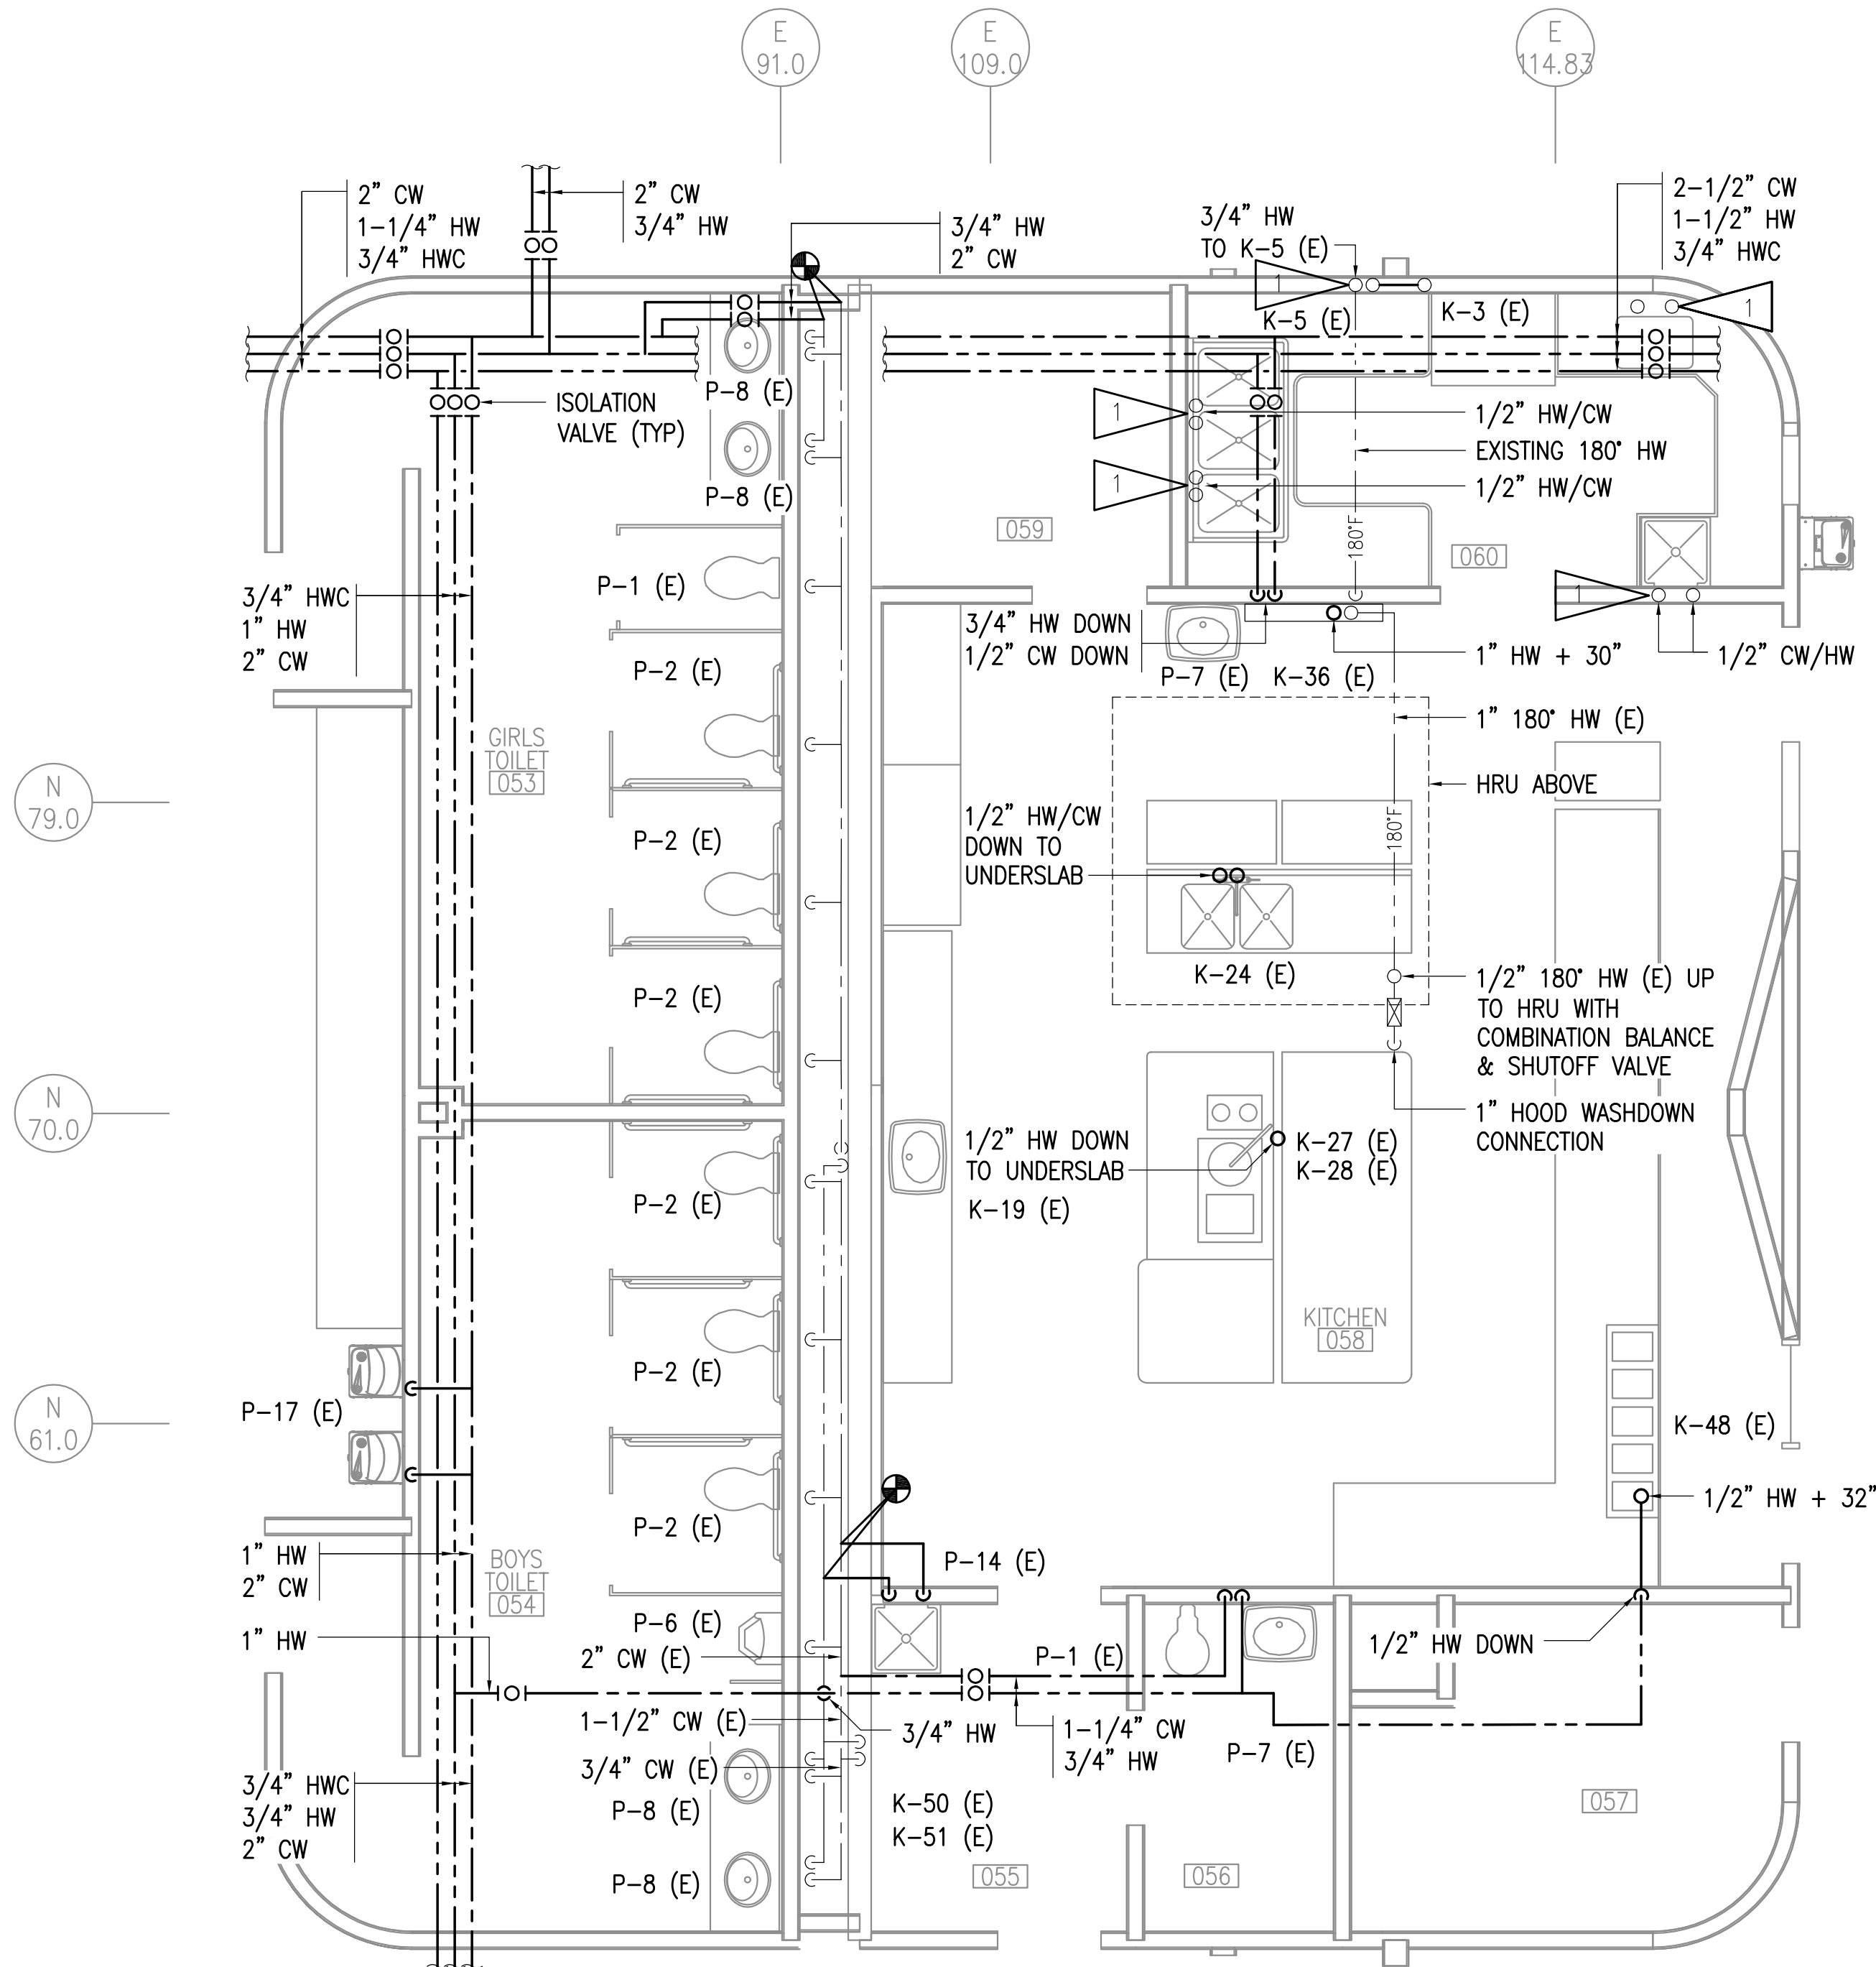 E
91.0
E
109.0
E
114.83
2" CW
1-1/4" HW
3/4" HWC
2" CW
3/4" HW
3/4" HW
2" CW
3/4" HW
TO K-5 (E)
2-1/2" CW
1-1/2" HW
3/4" HWC
1
1
K-5 (E)
K-3 (E)
P-8 (E)
ISOLATION
VALVE (TYP)
1
1/2" HW/CW
EXISTING 180° HW
1
1/2" HW/CW
P-8 (E)
059
180°F
060
P-1 (E)
3/4" HWC
1" HW
2" CW
1
3/4" HW DOWN
1/2" CW DOWN
1" HW + 30"
1/2" CW/HW
P-2 (E)
P-7 (E)
K-36 (E)
1" 180° HW (E)
GIRLS
TOILET
053
HRU ABOVE
N
79.0
P-2 (E)
1/2" HW/CW
DOWN TO
UNDERSLAB
180°F
P-2 (E)
K-24 (E)
1/2" 180° HW (E) UP
TO HRU WITH
COMBINATION BALANCE
& SHUTOFF VALVE
N
70.0
1" HOOD WASHDOWN
CONNECTION
1/2" HW DOWN
TO UNDERSLAB
K-27 (E)
K-28 (E)
P-2 (E)
K-19 (E)
KITCHEN
058
P-2 (E)
N
61.0
P-17 (E)
K-48 (E)
1/2" HW + 32"
P-2 (E)
1" HW
2" CW
BOYS
TOILET
054
P-14 (E)
P-6 (E)
1" HW
2" CW (E)
P-1 (E)
1/2" HW DOWN
1-1/2" CW (E)
3/4" HW
1-1/4" CW
3/4" HW
P-7 (E)
3/4" CW (E)
3/4" HWC
3/4" HW
2" CW
P-8 (E)
K-50 (E)
K-51 (E)
057
P-8 (E)
055
056